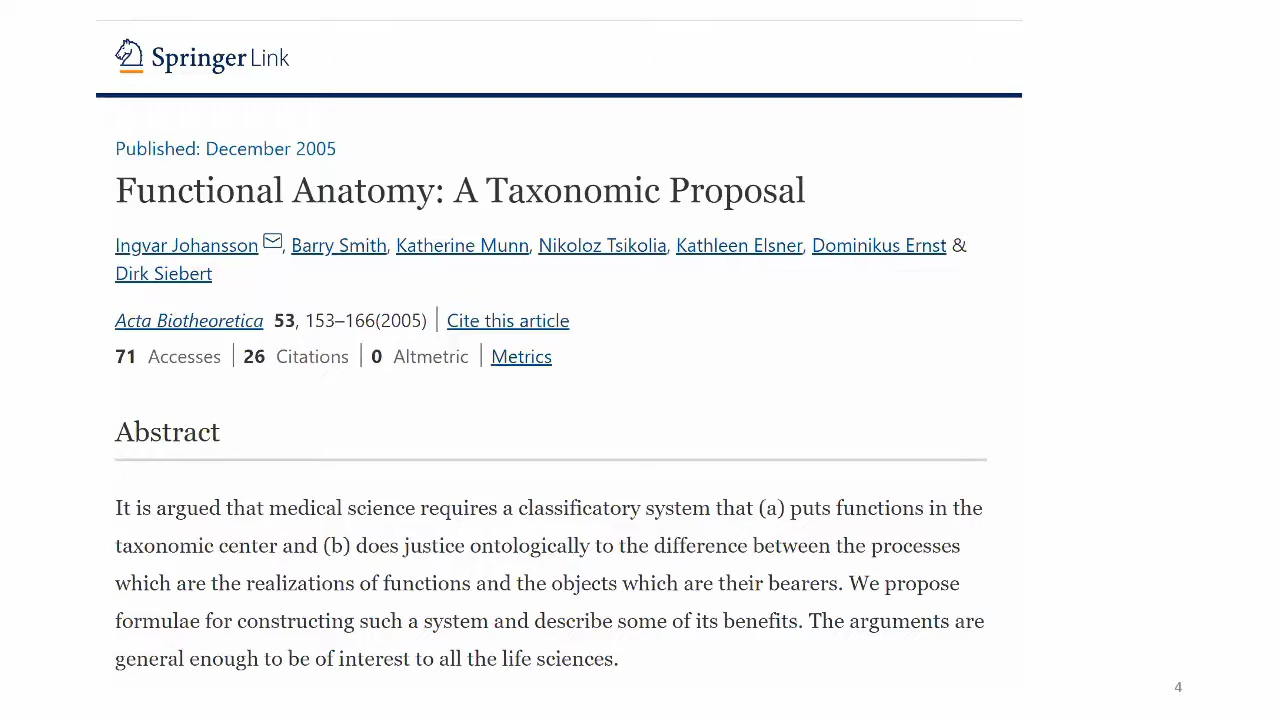 Springer Link
Published: December 2005
Functional Anatomy: A Taxonomic Proposal
Ingvar Johansson, Barry Smith, Katherine Munn, Nikoloz Tsikolia, Kathleen Elsner, Dominikus Ernst &
Dirk Siebert
Acta Biotheoretica 53, 153–166(2005) | Cite this article
71 Accesses | 26 Citations | 0 Altmetric | Metrics
Abstract
It is argued that medical science requires a classificatory system that (a) puts functions in the
taxonomic center and (b) does justice ontologically to the difference between the processes
which are the realizations of functions and the objects which are their bearers. We propose
formulae for constructing such a system and describe some of its benefits. The arguments are
general enough to be of interest to all the life sciences.
4